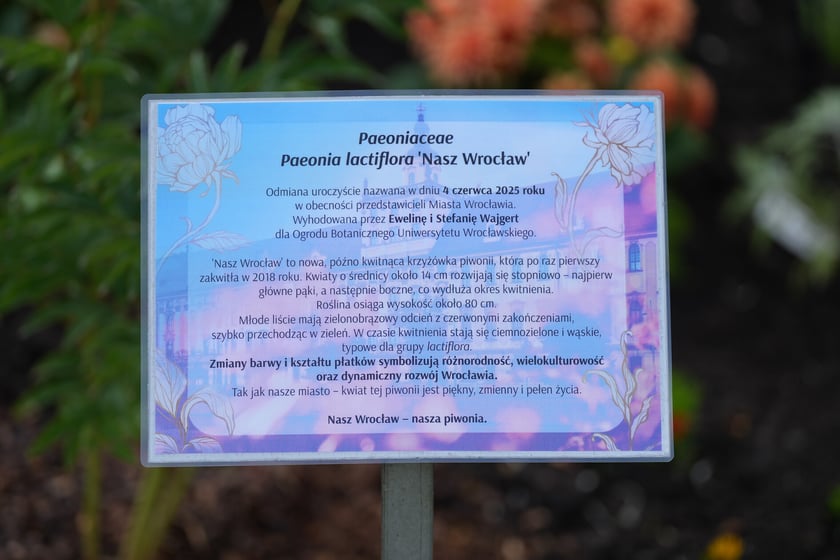 Paeoniaceae
Paeonia lactiflora 'Nasz Wrocław'
Odmiana uroczyście nazwana w dniu 4 czerwca 2025 roku
w obecności przedstawicieli Miasta Wrocławia.
Wyhodowana przez Ewelinę i Stefanię Wajgert
dla Ogrodu Botanicznego Uniwersytetu Wrocławskiego.
'Nasz Wrocław' to nowa, późno kwitnąca krzyżówka piwonii, która po raz pierwszy
zakwitła w 2018 roku. Kwiaty o średnicy około 14 cm rozwijają się stopniowo – najpierw
główne pąki, a następnie boczne, co wydłuża okres kwitnienia.
Roślina osiąga wysokość około 80 cm.
Młode liście mają zielonobrązowy odcień z czerwonymi zakończeniami,
szybko przechodząc w zieleń. W czasie kwitnienia stają się ciemnozielone i wąskie,
typowe dla grupy lactiflora.
Zmiany barwy i kształtu płatków symbolizują różnorodność, wielokulturowość
oraz dynamiczny rozwój Wrocławia.
Tak jak nasze miasto – kwiat tej piwonii jest piękny, zmienny i pełen życia.
Nasz Wrocław – nasza piwonia.